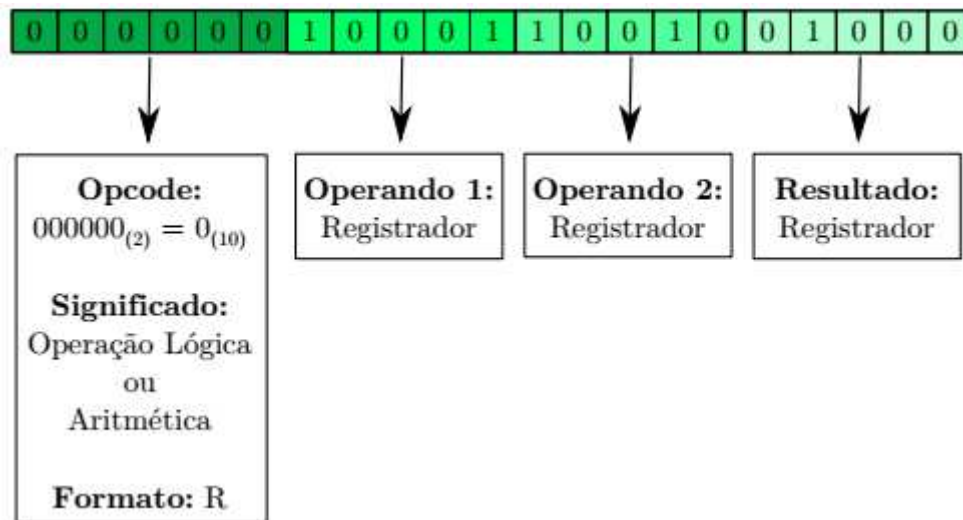 0 0 0 0 0 0 1 0 0 0 1 1 0 0 1 0 0 1 0 0 0
Opcode:
000000(2) = 0(10)
Significado:
Operação Lógica
ou
Aritmética
Formato: R
Operando 1:
Registrador
Operando 2:
Registrador
Resultado:
Registrador